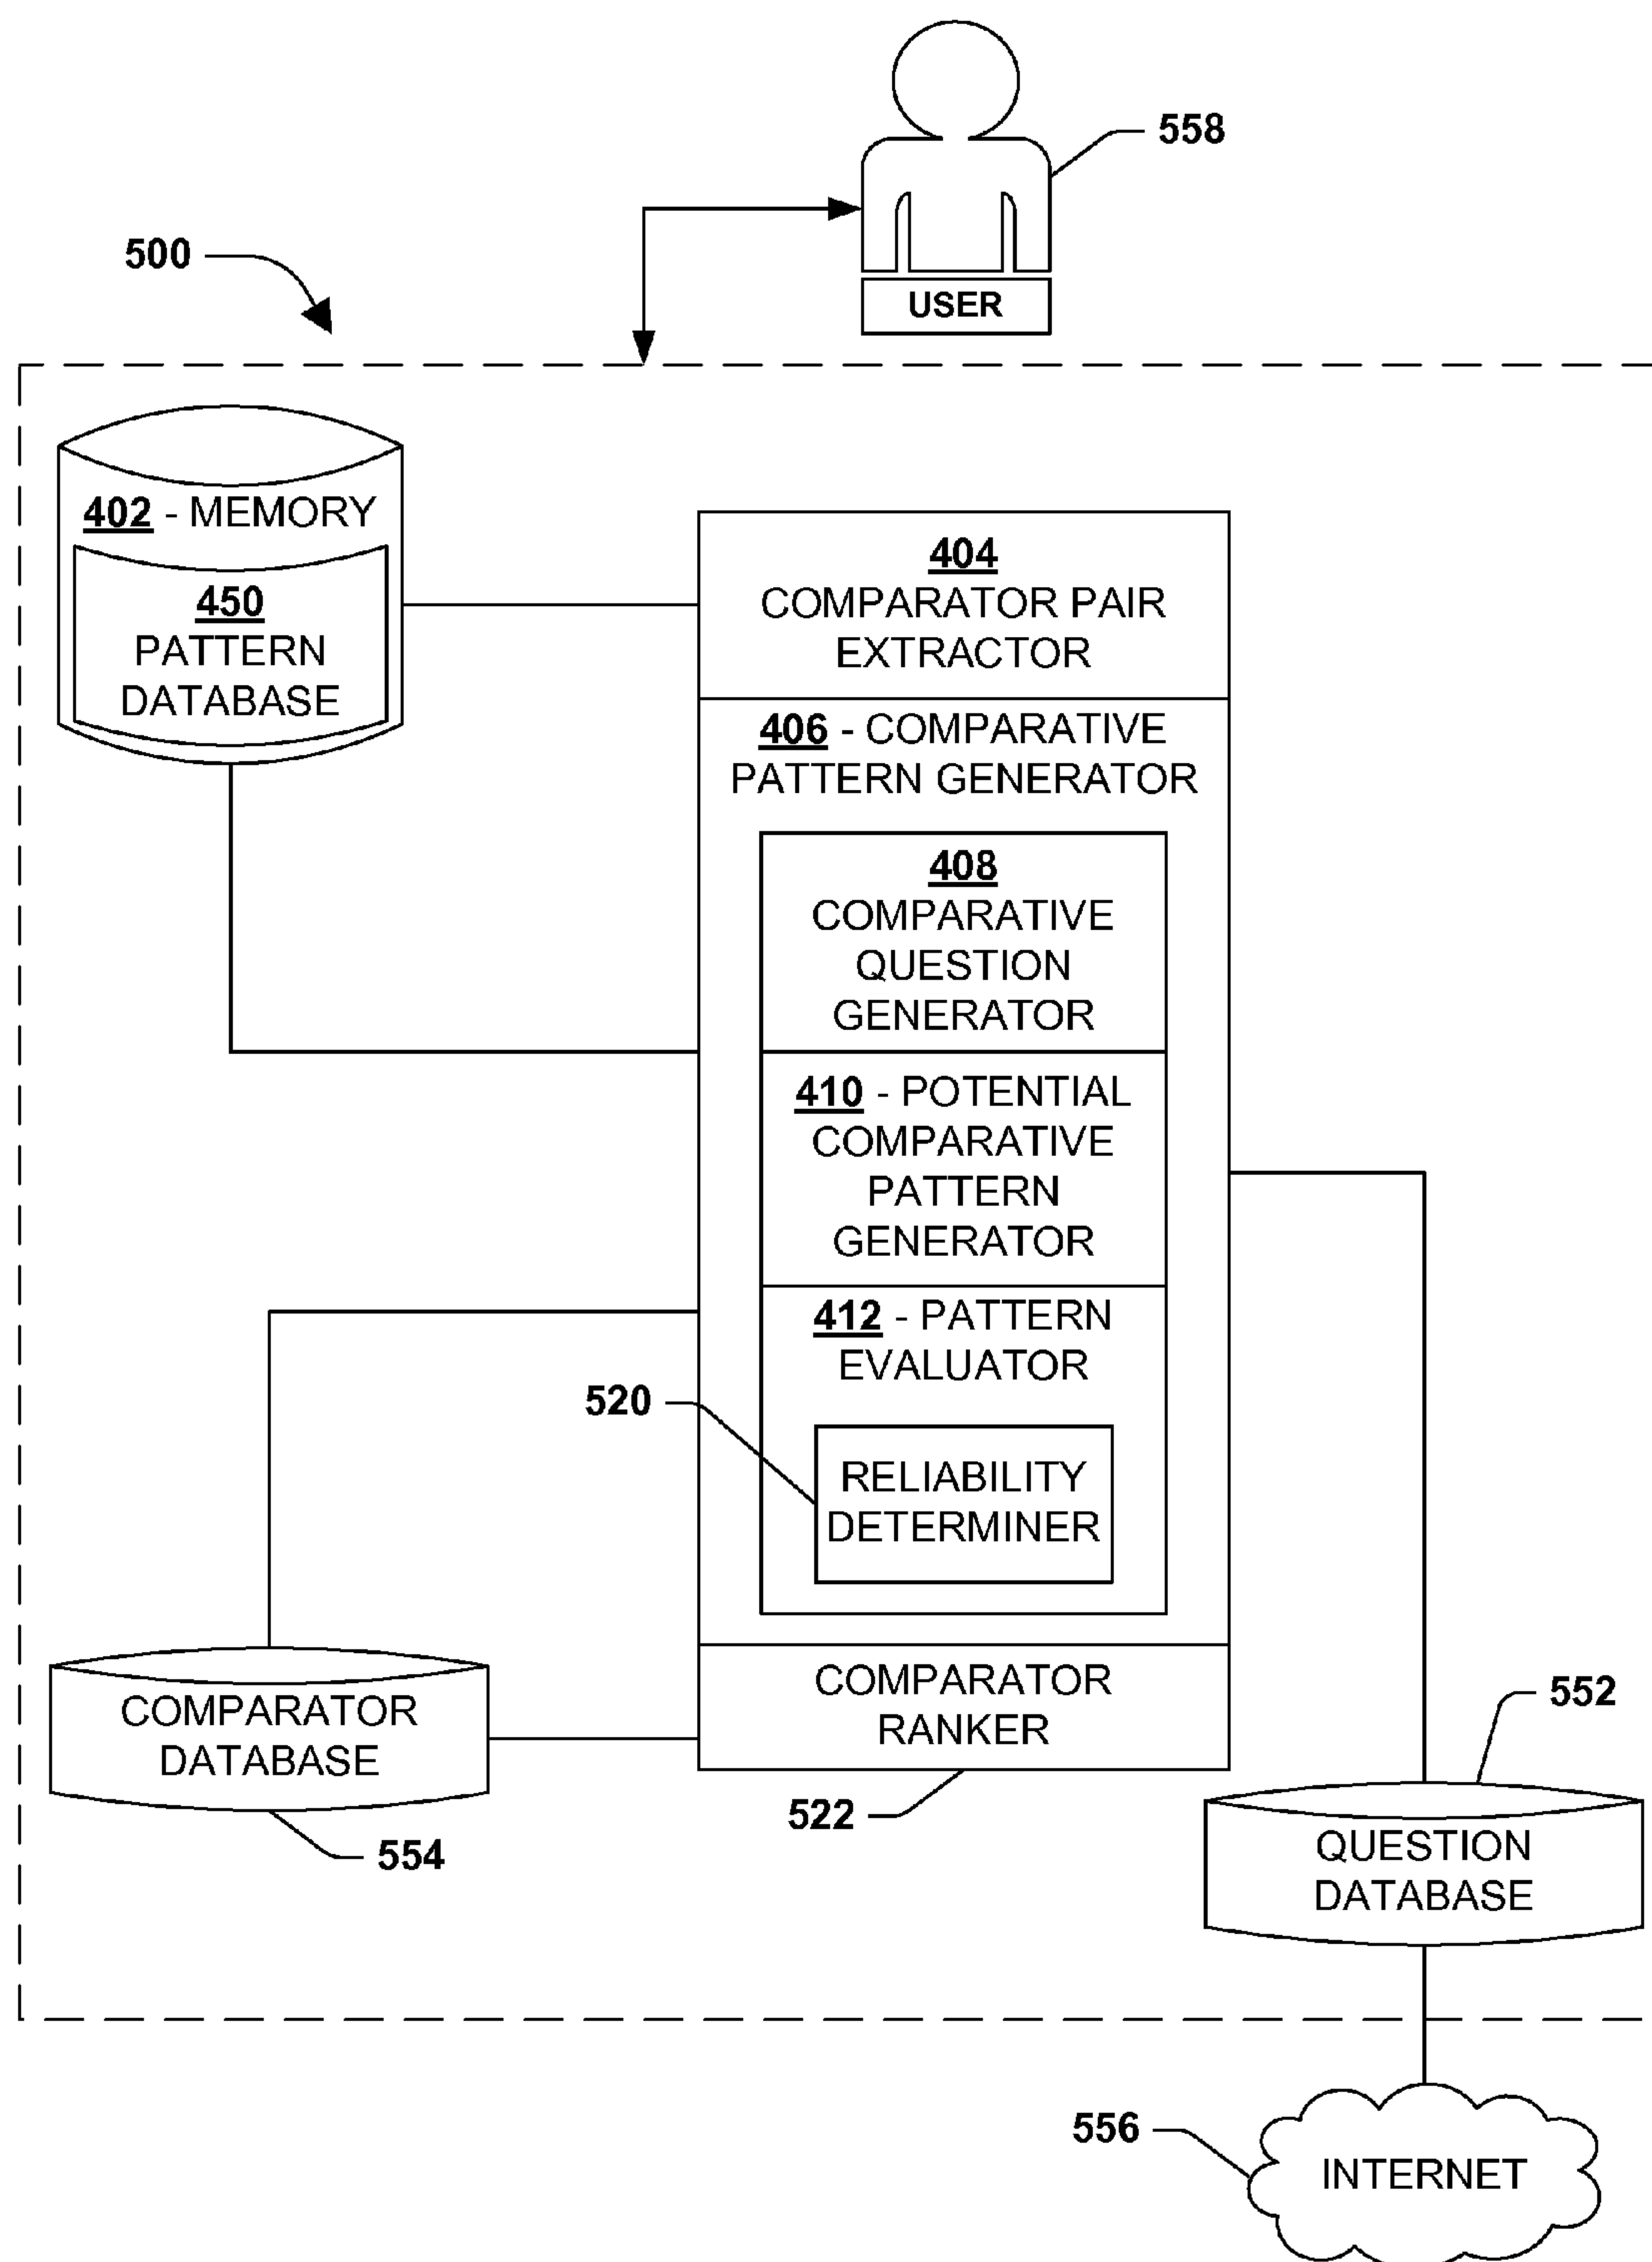 558
500
USER
402 - MEMORY
450
PATTERN
DATABASE
404
COMPARATOR PAIR
EXTRACTOR
406 - COMPARATIVE
PATTERN GENERATOR
408
COMPARATIVE
QUESTION
GENERATOR
410 - POTENTIAL
COMPARATIVE
PATTERN
GENERATOR
412 - PATTERN
EVALUATOR
520
RELIABILITY
DETERMINER
COMPARATOR
RANKER
522
COMPARATOR
DATABASE
554
552
QUESTION
DATABASE
556
INTERNET